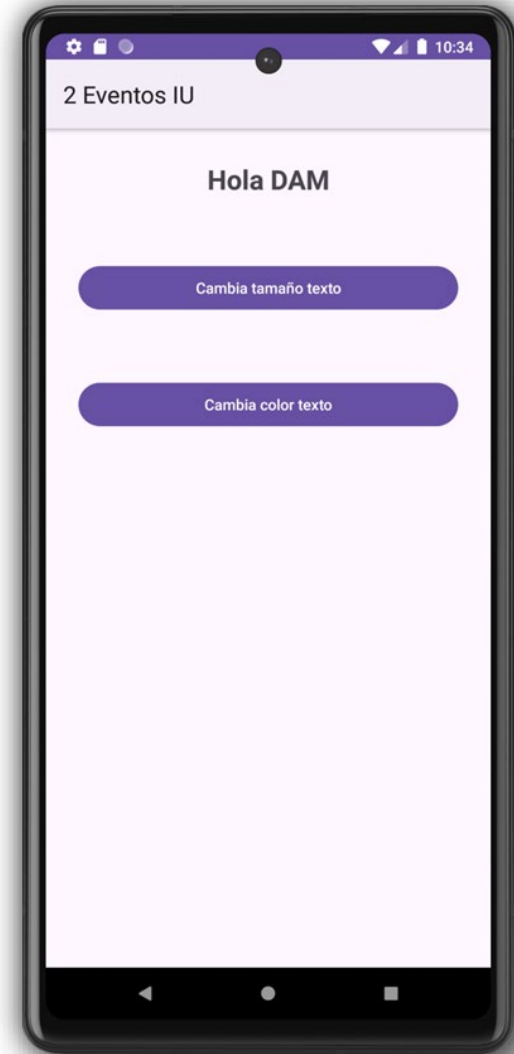 10:34
2 Eventos IU
Hola DAM
Cambia tamaño texto
Cambia color texto